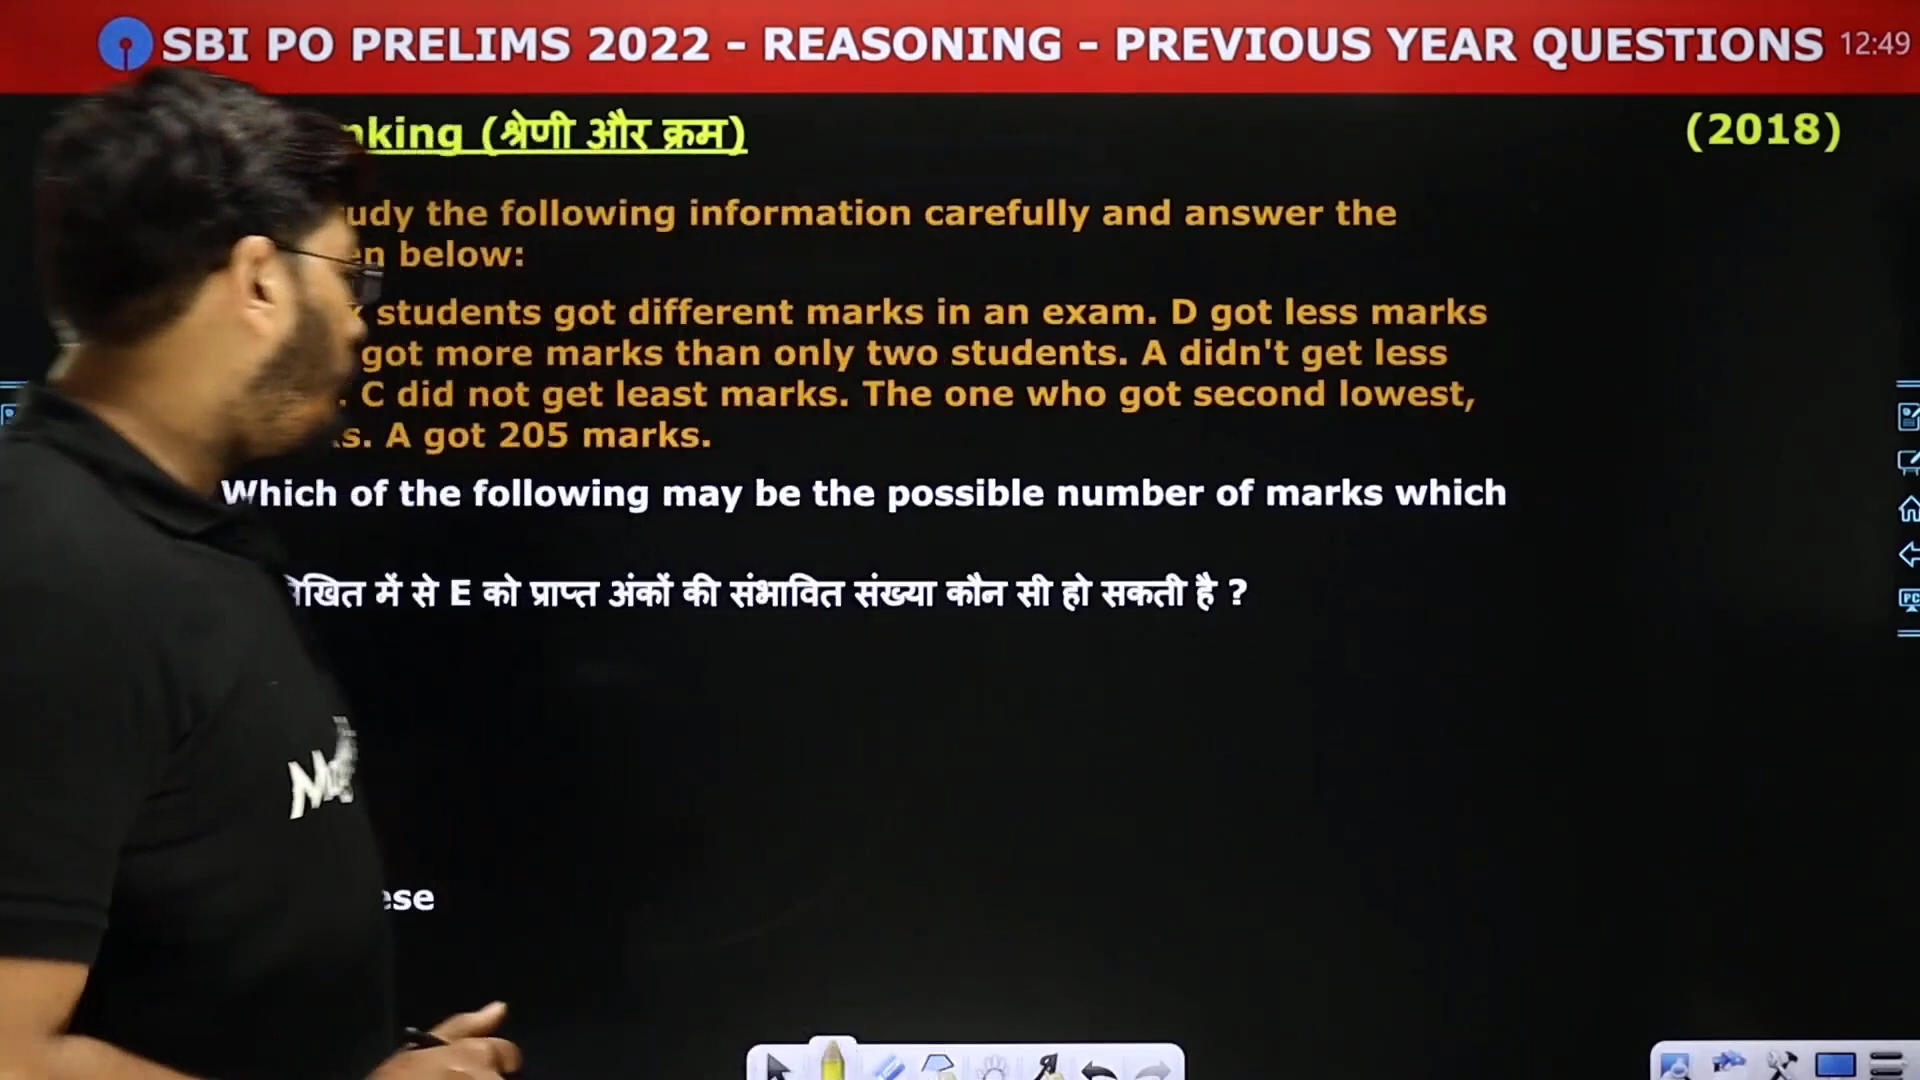 SBI PO PRELIMS 2022 - REASONING - PREVIOUS YEAR QUESTIONS 12:49
nking (श्रेणी और क्रम) (2018)
udy the following information carefully and answer the
en below:
students got different marks in an exam. D got less marks
got more marks than only two students. A didn't get less
. C did not get least marks. The one who got second lowest,
s. A got 205 marks.
Which of the following may be the possible number of marks which
खित में से E को प्राप्त अंकों की संभावित संख्या कौन सी हो सकती है ?
ese